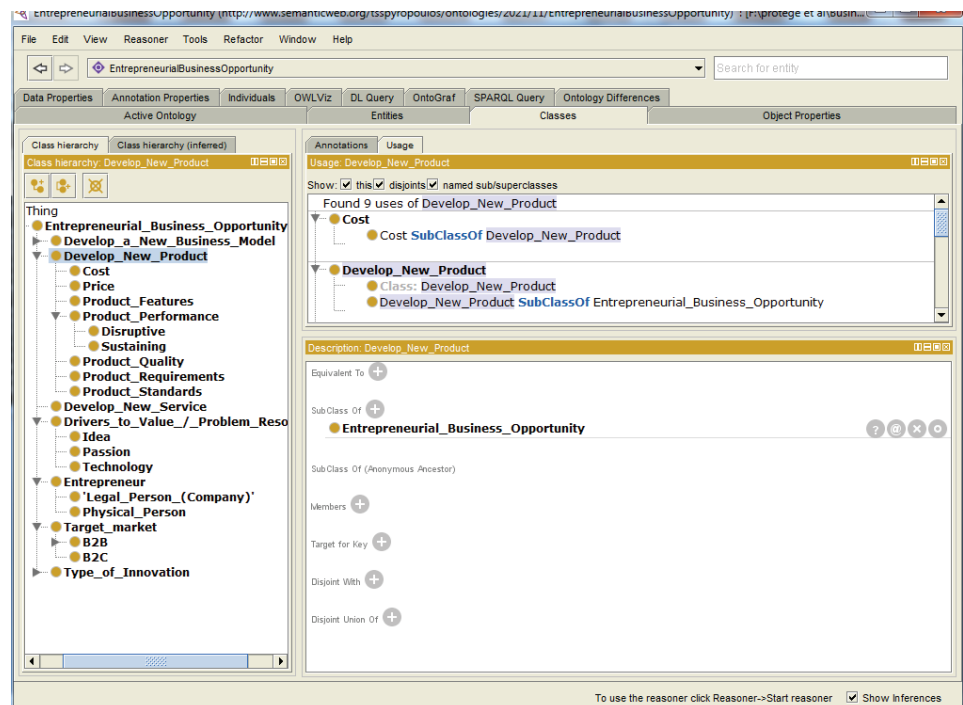 EntrepreneurialBusinessOpportunity (http://www.semanticweb.org/tsspyropoulos/ontologies/2021/11/EntrepreneurialBusinessOpportunity) : [F:\protege et al\Busin...
File Edit View Reasoner Tools Refactor Window Help
EntrepreneurialBusinessOpportunity
Search for entity
Data Properties Annotation Properties Individuals OWLViz DL Query OntoGraf SPARQL Query Ontology Differences
Active Ontology Entities Classes Object Properties
Class hierarchy Class hierarchy (inferred)
Class hierarchy: Develop_New_Product
Thing
Entrepreneurial_Business_Opportunity
Develop_a_New_Business_Model
Develop_New_Product
Cost
Price
Product_Features
Product_Performance
Disruptive
Sustaining
Product_Quality
Product_Requirements
Product_Standards
Develop_New_Service
Drivers_to_Value_/_Problem_Reso
Idea
Passion
Technology
Entrepreneur
'Legal_Person_(Company)'
Physical_Person
Target_market
B2B
B2C
Type_of_Innovation
Annotations Usage
Usage: Develop_New_Product
Show: this disjoints named sub/superclasses
Found 9 uses of Develop_New_Product
Cost
Cost SubClassOf Develop_New_Product
Develop_New_Product
Class: Develop_New_Product
Develop_New_Product SubClassOf Entrepreneurial_Business_Opportunity
Description: Develop_New_Product
Equivalent To
SubClass Of
Entrepreneurial_Business_Opportunity
SubClass Of (Anonymous Ancestor)
Members
Target for Key
Disjoint With
Disjoint Union Of
To use the reasoner click Reasoner->Start reasoner Show Inferences